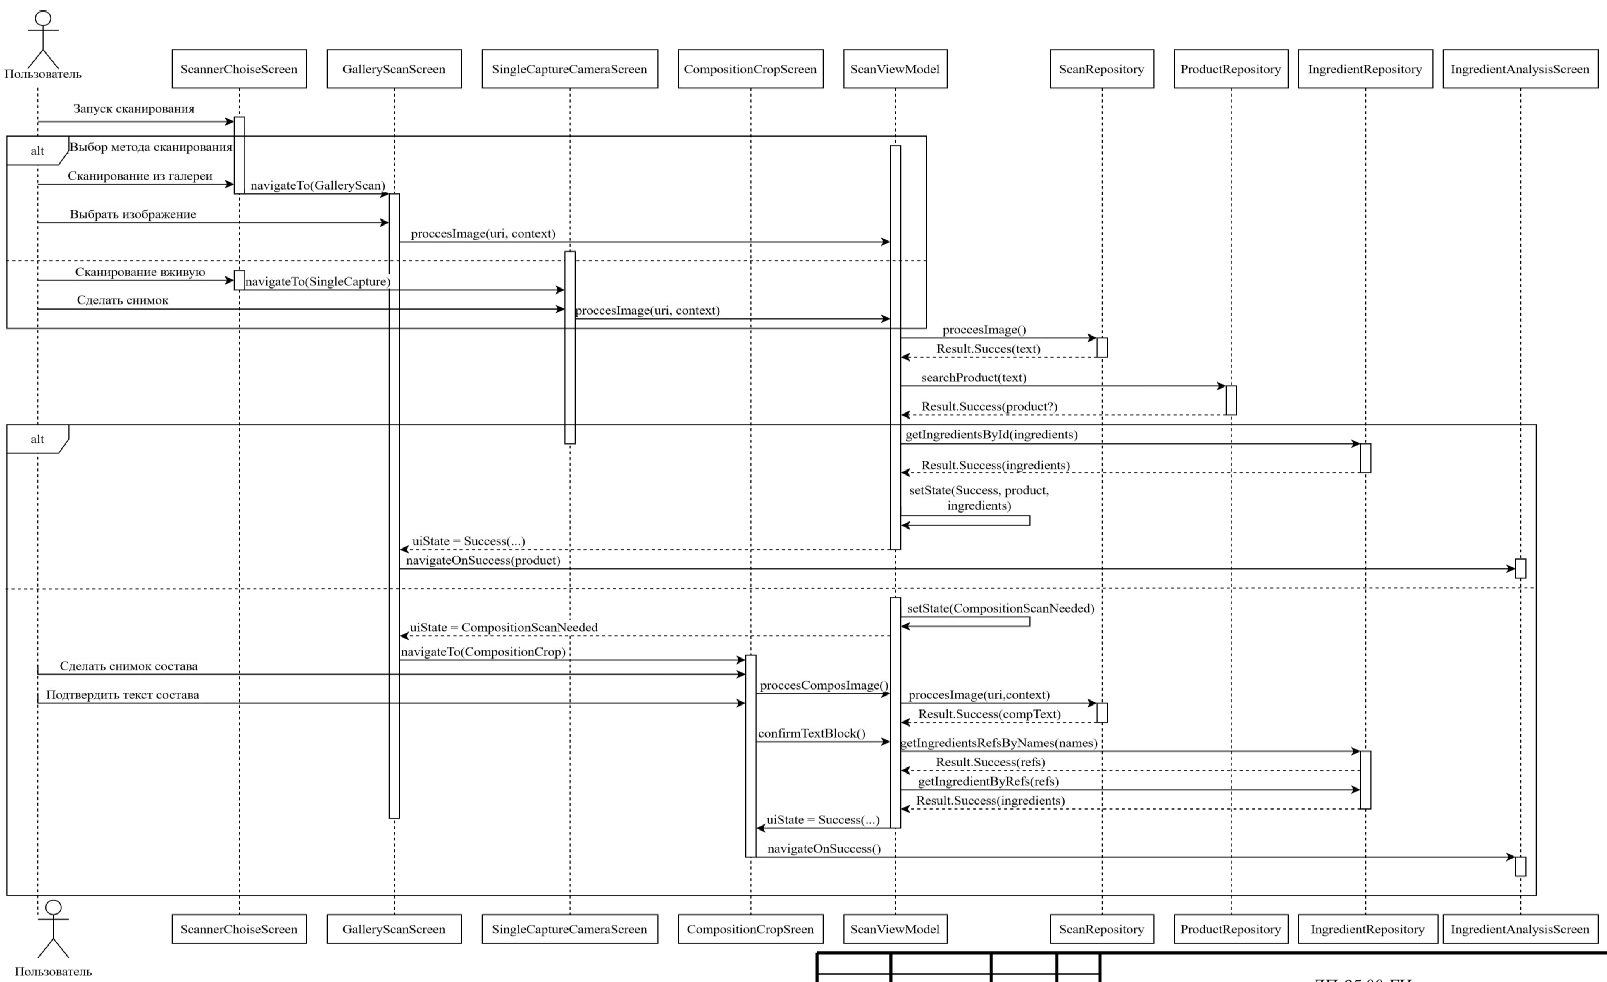 Пользователь
ScannerChoiseScreen
GalleryScanScreen
SingleCaptureCameraScreen
CompositionCropSreen
ScanViewModel
ScanRepository
ProductRepository
IngredientRepository
IngredientAnalysisScreen
Запуск сканирования
alt
Выбор метода сканирования
Сканирование из галереи
navigateTo(GalleryScan)
Выбрать изображение
proccesImage(uri, context)
Сканирование вживую
navigateTo(SingleCapture)
Сделать снимок
proccesImage(uri, context)
proccesImage()
Result.Succes(text)
searchProduct(text)
Result.Success(product?)
alt
getIngredientsById(ingredients)
Result.Success(ingredients)
setState(Success, product,
ingredients)
uiState = Success(...)
navigateOnSuccess(product)
setState(CompositionScanNeeded)
uiState = CompositionScanNeeded
navigateTo(CompositionCrop)
Сделать снимок состава
proccesComposImage()
Подтвердить текст состава
proccesImage(uri,context)
Result.Success(compText)
confirmTextBlock()
getIngredientsRefsByNames(names)
Result.Success(refs)
getIngredientByRefs(refs)
Result.Success(ingredients)
uiState = Success(...)
navigateOnSuccess()
ScannerChoiseScreen
GalleryScanScreen
SingleCaptureCameraScreen
CompositionCropSreen
ScanViewModel
ScanRepository
ProductRepository
IngredientRepository
IngredientAnalysisScreen
Пользователь